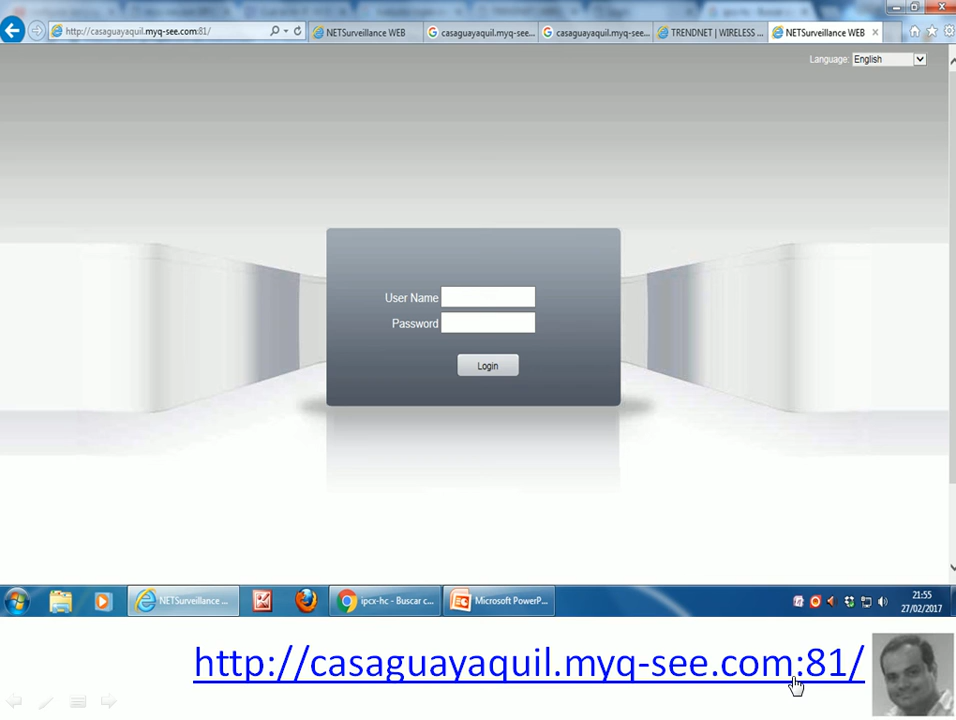 http://casaguayaquil.myq-see.com:81/
NETSurveillance WEB
casaguayaquil.myq-see...
casaguayaquil.myq-see...
TRENDNET | WIRELESS ...
NETSurveillance WEB
Language: English
User Name
Password
Login
NETSurveillance ...
ipcx-hc - Buscar c...
Microsoft PowerP...
21:55
27/02/2017
http://casaguayaquil.myq-see.com:81/